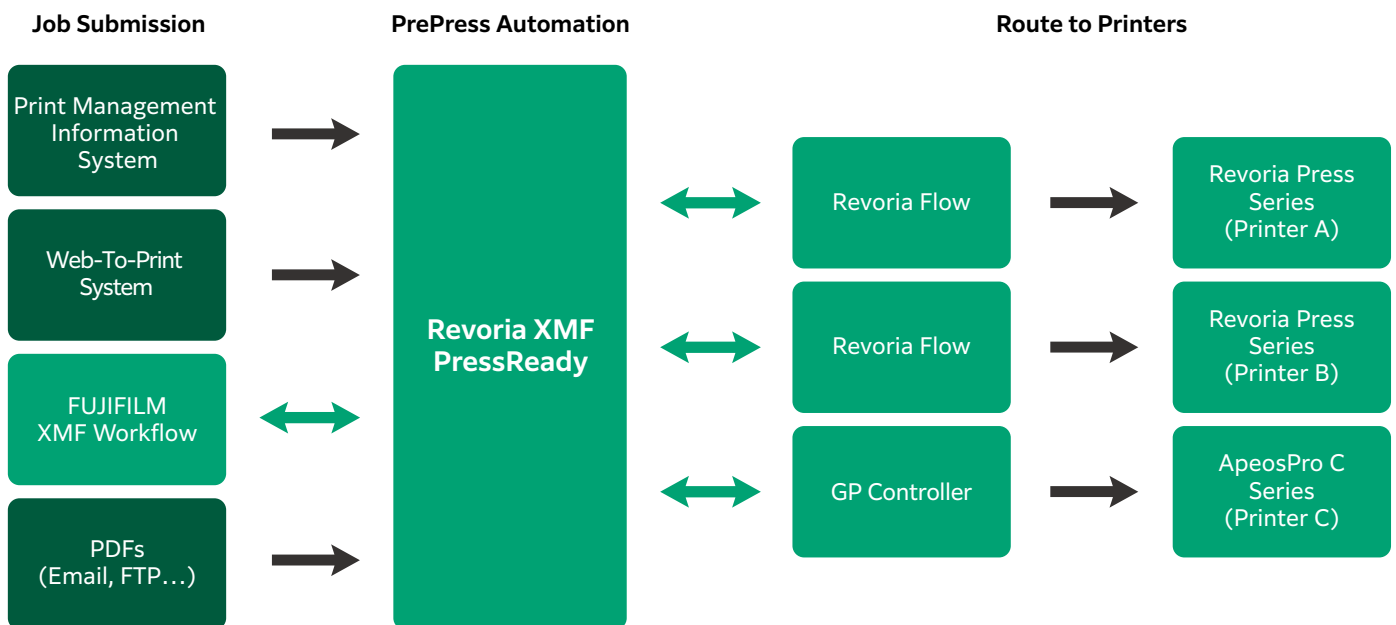 Job Submission
PrePress Automation
Route to Printers
Print Management
Information
System
Web-To-Print
System
FUJIFILM
XMF Workflow
PDFs
(Email, FTP...)
Revoria XMF
PressReady
Revoria Flow
Revoria Press
Series
(Printer A)
Revoria Flow
Revoria Press
Series
(Printer B)
GP Controller
ApeosPro C
Series
(Printer C)